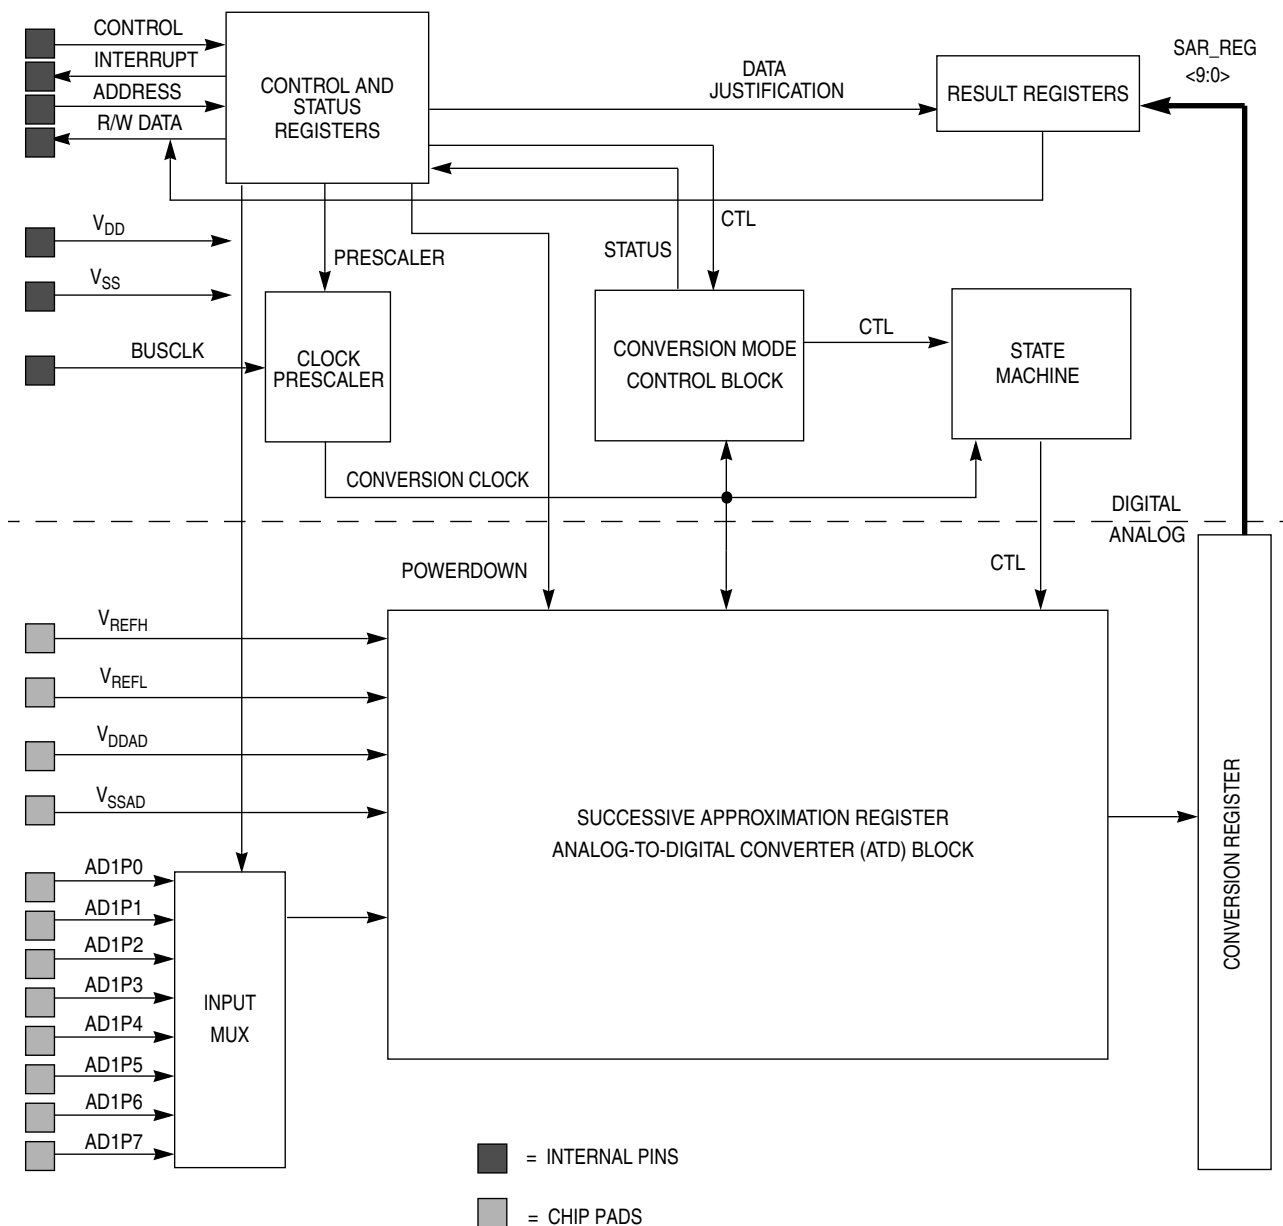 CONTROL
INTERRUPT
ADDRESS
R/W DATA
CONTROL AND
STATUS
REGISTERS
DATA
JUSTIFICATION
RESULT REGISTERS
SAR_REG
<9:0>
VDD
VSS
PRESCALER
STATUS
CTL
BUSCLK
CLOCK
PRESCALER
CONVERSION MODE
CONTROL BLOCK
CTL
STATE
MACHINE
CONVERSION CLOCK
DIGITAL
ANALOG
POWERDOWN
CTL
VREFH
VREFL
VDDAD
VSSAD
SUCCESSIVE APPROXIMATION REGISTER
ANALOG-TO-DIGITAL CONVERTER (ATD) BLOCK
CONVERSION REGISTER
AD1P0
AD1P1
AD1P2
AD1P3
AD1P4
AD1P5
AD1P6
AD1P7
INPUT
MUX
= INTERNAL PINS
= CHIP PADS